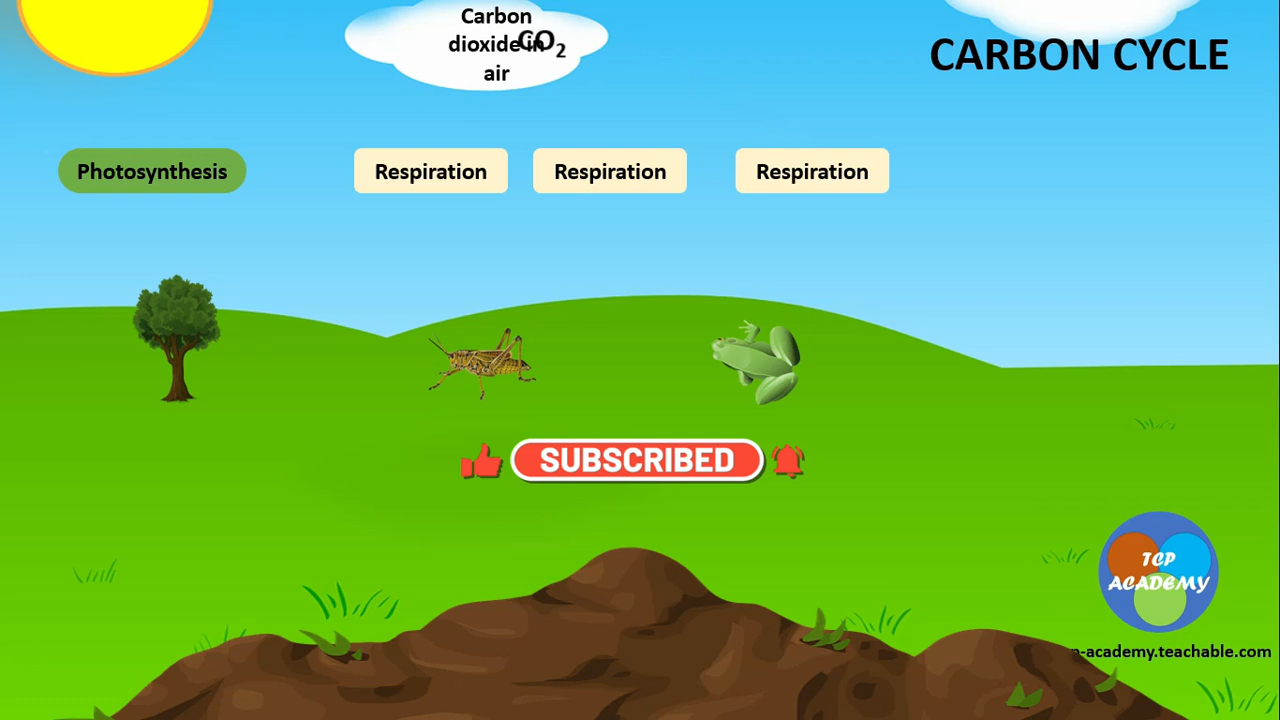 Carbon
dioxide in
air
CO₂
CARBON CYCLE
Photosynthesis
Respiration
Respiration
Respiration
SUBSCRIBED
TCP
ACADEMY
-academy.teachable.com